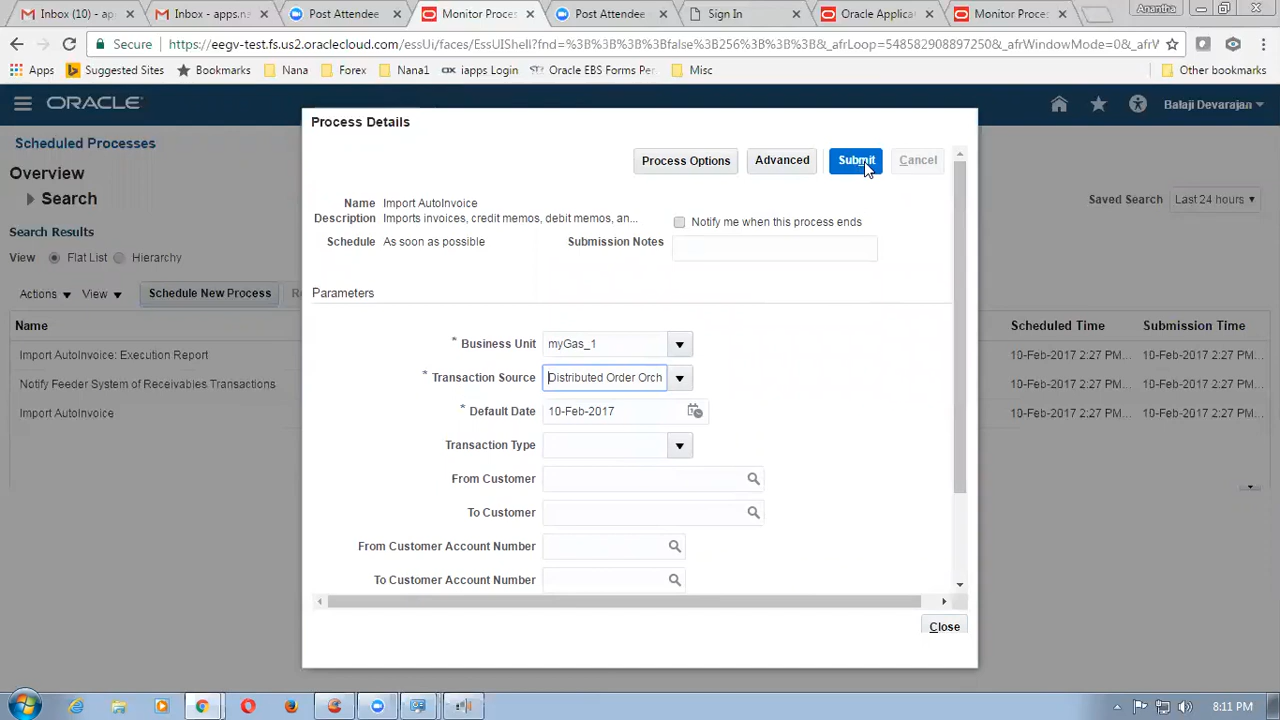 Inbox (10) - apps
Inbox - apps.na
Post Attendee
Monitor Proces
Post Attendee
Sign In
Oracle Applica
Monitor Proce
Anantha
Secure https://eegv-test.fs.us2.oraclecloud.com/essUi/faces/EssUIShell?fnd=%3B%3B%3B%3Bfalse%3B256%3B%3B%3B&_afrLoop=548582908897250&_afrWindowMode=0&_afrW
Apps Suggested Sites Bookmarks Nana Forex Nana1 iapps Login Oracle EBS Forms Per Misc Other bookmarks
ORACLE Balaji Devarajan
Scheduled Processes
Process Details
Overview
Process Options Advanced Submit Cancel
Search
Saved Search Last 24 hours
Name Import AutoInvoice
Description Imports invoices, credit memos, debit memos, an... Notify me when this process ends
Search Results
Schedule As soon as possible Submission Notes
View Flat List Hierarchy
Actions View Schedule New Process
Parameters
Name Scheduled Time Submission Time
Business Unit myGas_1
Import AutoInvoice: Execution Report 10-Feb-2017 2:27 PM... 10-Feb-2017 2:27 PM...
Transaction Source Distributed Order Orch
Notify Feeder System of Receivables Transactions 10-Feb-2017 2:27 PM... 10-Feb-2017 2:27 PM...
Default Date 10-Feb-2017
Import AutoInvoice 10-Feb-2017 2:27 PM... 10-Feb-2017 2:27 PM...
Transaction Type
From Customer
To Customer
From Customer Account Number
To Customer Account Number
Close
8:11 PM